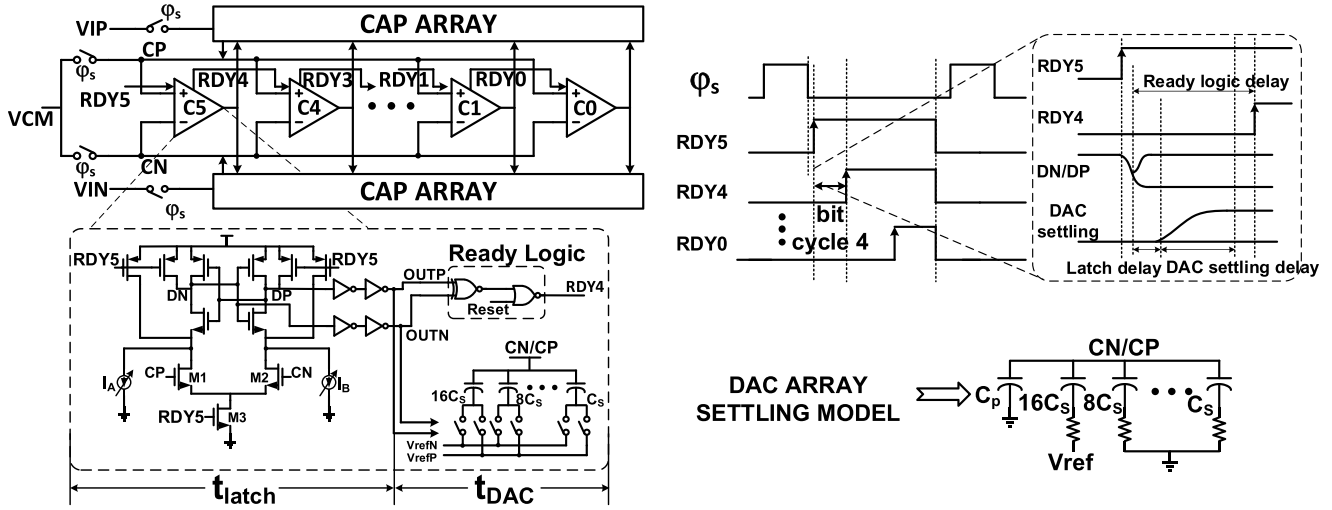 VIP
φs
CAP ARRAY
φs
CP
RDY5
RDY4
RDY3
RDY1
RDY0
C5
C4
C1
C0
VCM
φs
CN
VIN
φs
CAP ARRAY
RDY5
RDY5
DN
DP
OUTP
OUTN
Ready Logic
Reset
RDY4
IA
CP
M1
M2
CN
IB
RDY5
M3
CN/CP
16CS
8CS
CS
VrefN
VrefP
tlatch
tDAC
φs
RDY5
RDY4
RDY0
bit
cycle 4
RDY5
Ready logic delay
RDY4
DN/DP
DAC
settling
Latch delay
DAC settling delay
DAC ARRAY
SETTLING MODEL
CN/CP
Cp
16CS
8CS
CS
Vref